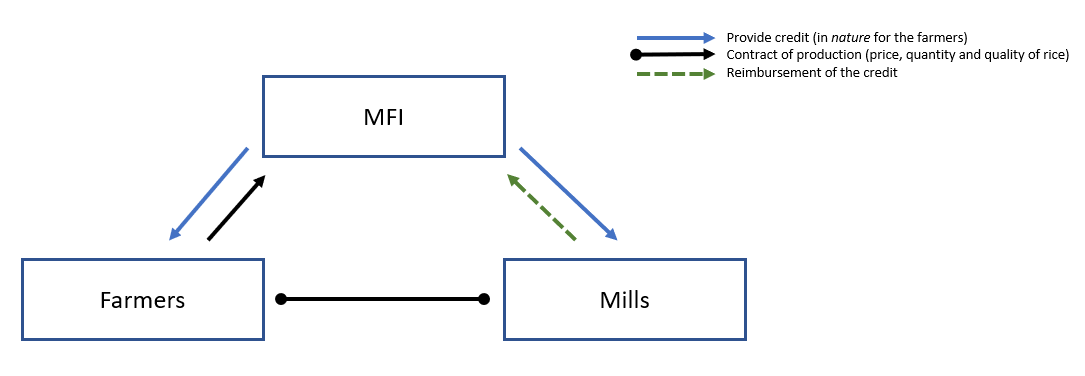 Provide credit (in nature for the farmers)
Contract of production (price, quantity and quality of rice)
Reimbursement of the credit
MFI
Farmers
Mills